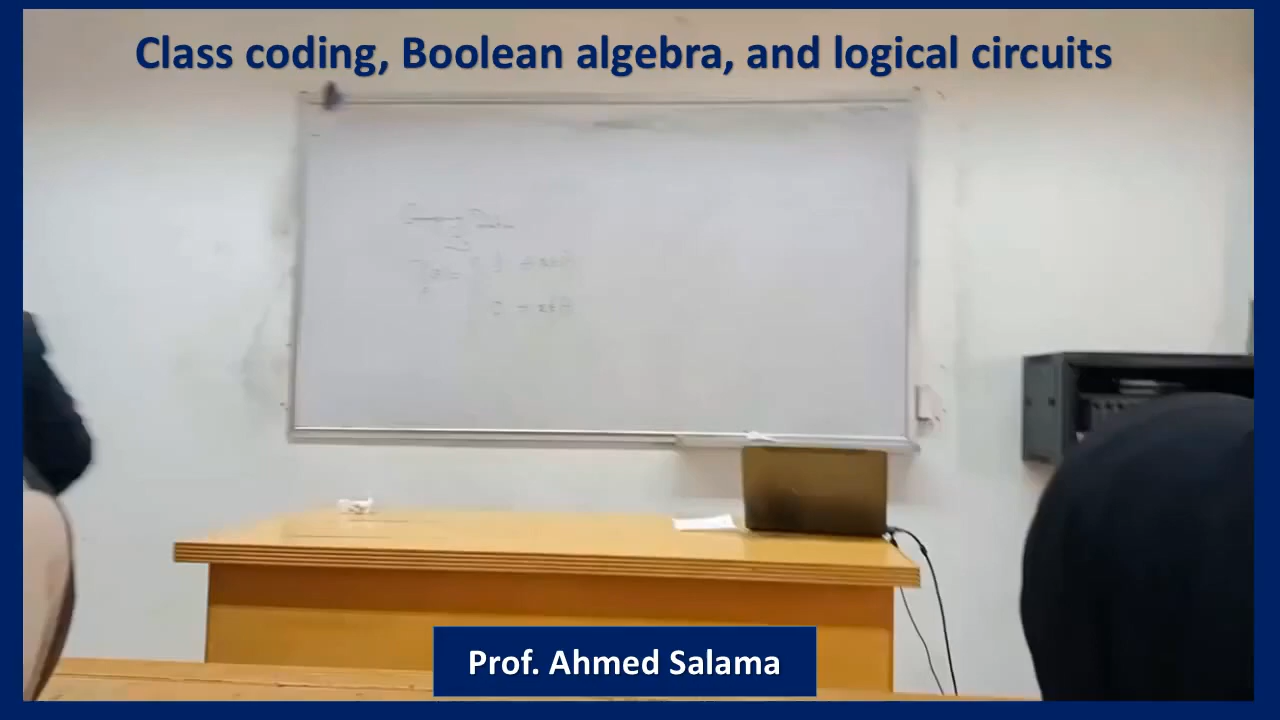 Class coding, Boolean algebra, and logical circuits
Prof. Ahmed Salama